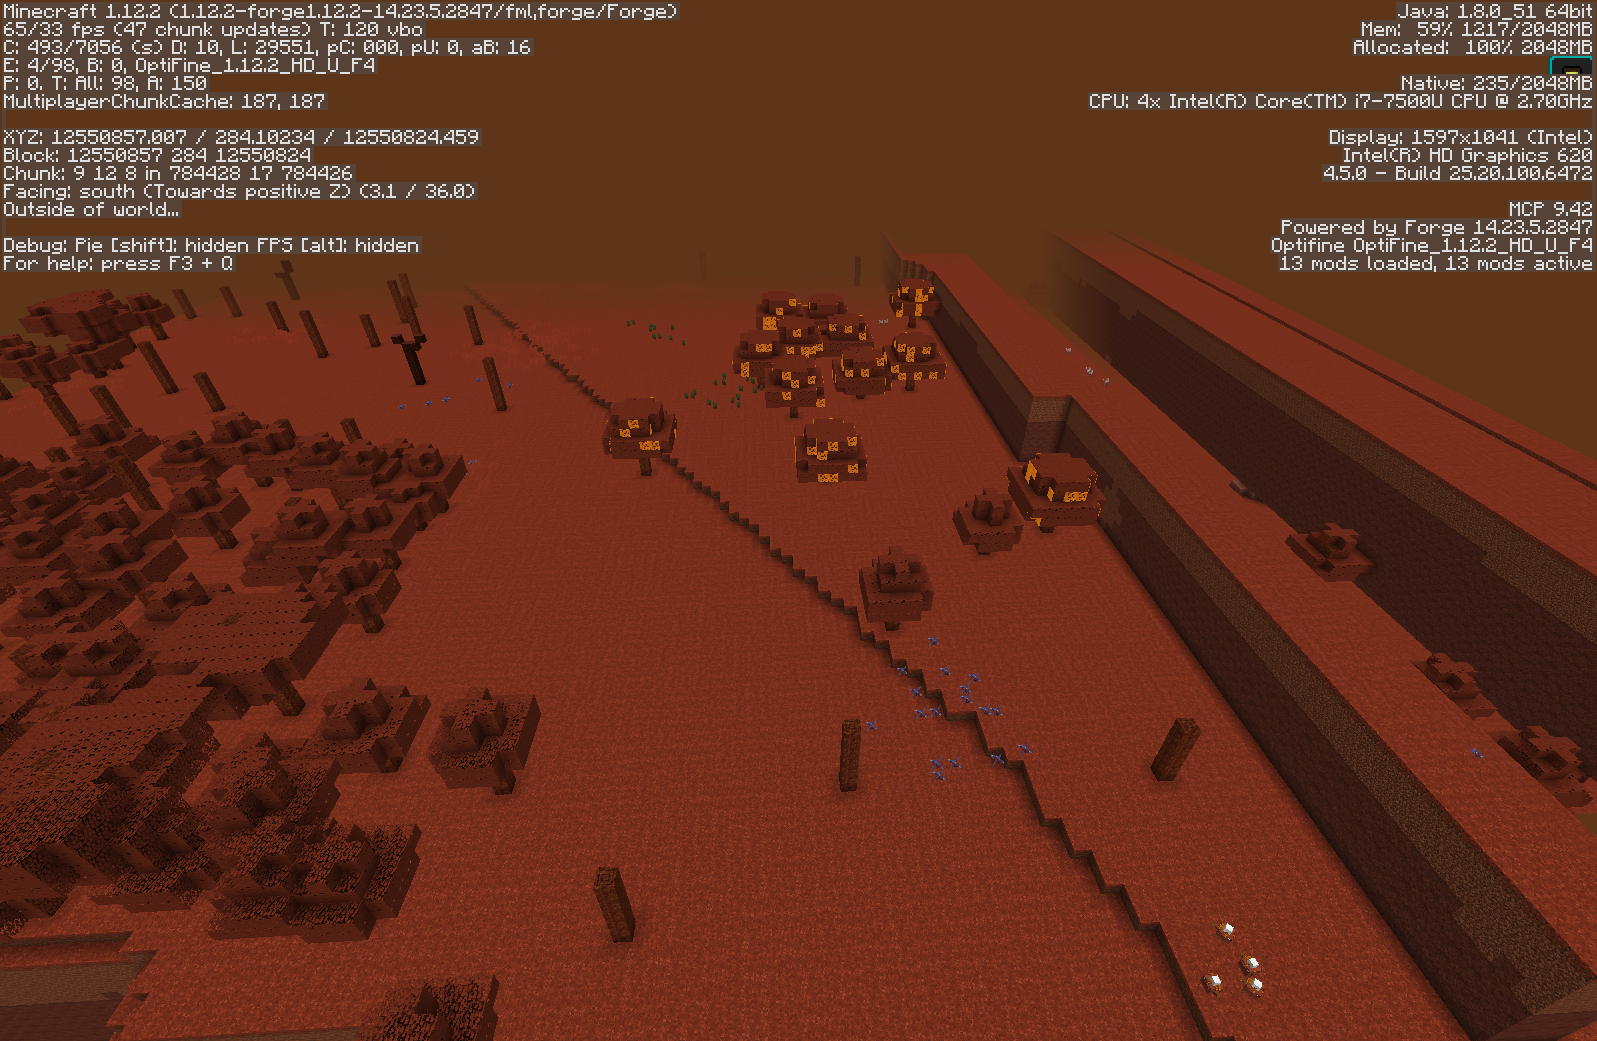 Minecraft 1.12.2 (1.12.2-forge1.12.2-14.23.5.2847/fml,forge/Forge)
65/33 fps (47 chunk updates) T: 120 vbo
C: 493/7056 (s) D: 10, L: 29551, pC: 000, pU: 0, aB: 16
E: 4/98, B: 0, OptiFine_1.12.2_HD_U_F4
P: 0. T: All: 98, A: 150
MultiplayerChunkCache: 187, 187
XYZ: 12550857.007 / 284.10234 / 12550824.459
Block: 12550857 284 12550824
Chunk: 9 12 8 in 784428 17 784426
Facing: south (Towards positive Z) (3.1 / 36.0)
Outside of world...
Debug: Pie [shift]: hidden FPS [alt]: hidden
For help: press F3 + Q
Java: 1.8.0_51 64bit
Mem: 59% 1217/2048MB
Allocated: 100% 2048MB
Native: 235/2048MB
CPU: 4x Intel(R) Core(TM) i7-7500U CPU @ 2.70GHz
Display: 1597x1041 (Intel)
Intel(R) HD Graphics 620
4.5.0 - Build 25.20.100.6472
MCP 9.42
Powered by Forge 14.23.5.2847
Optifine OptiFine_1.12.2_HD_U_F4
13 mods loaded, 13 mods active